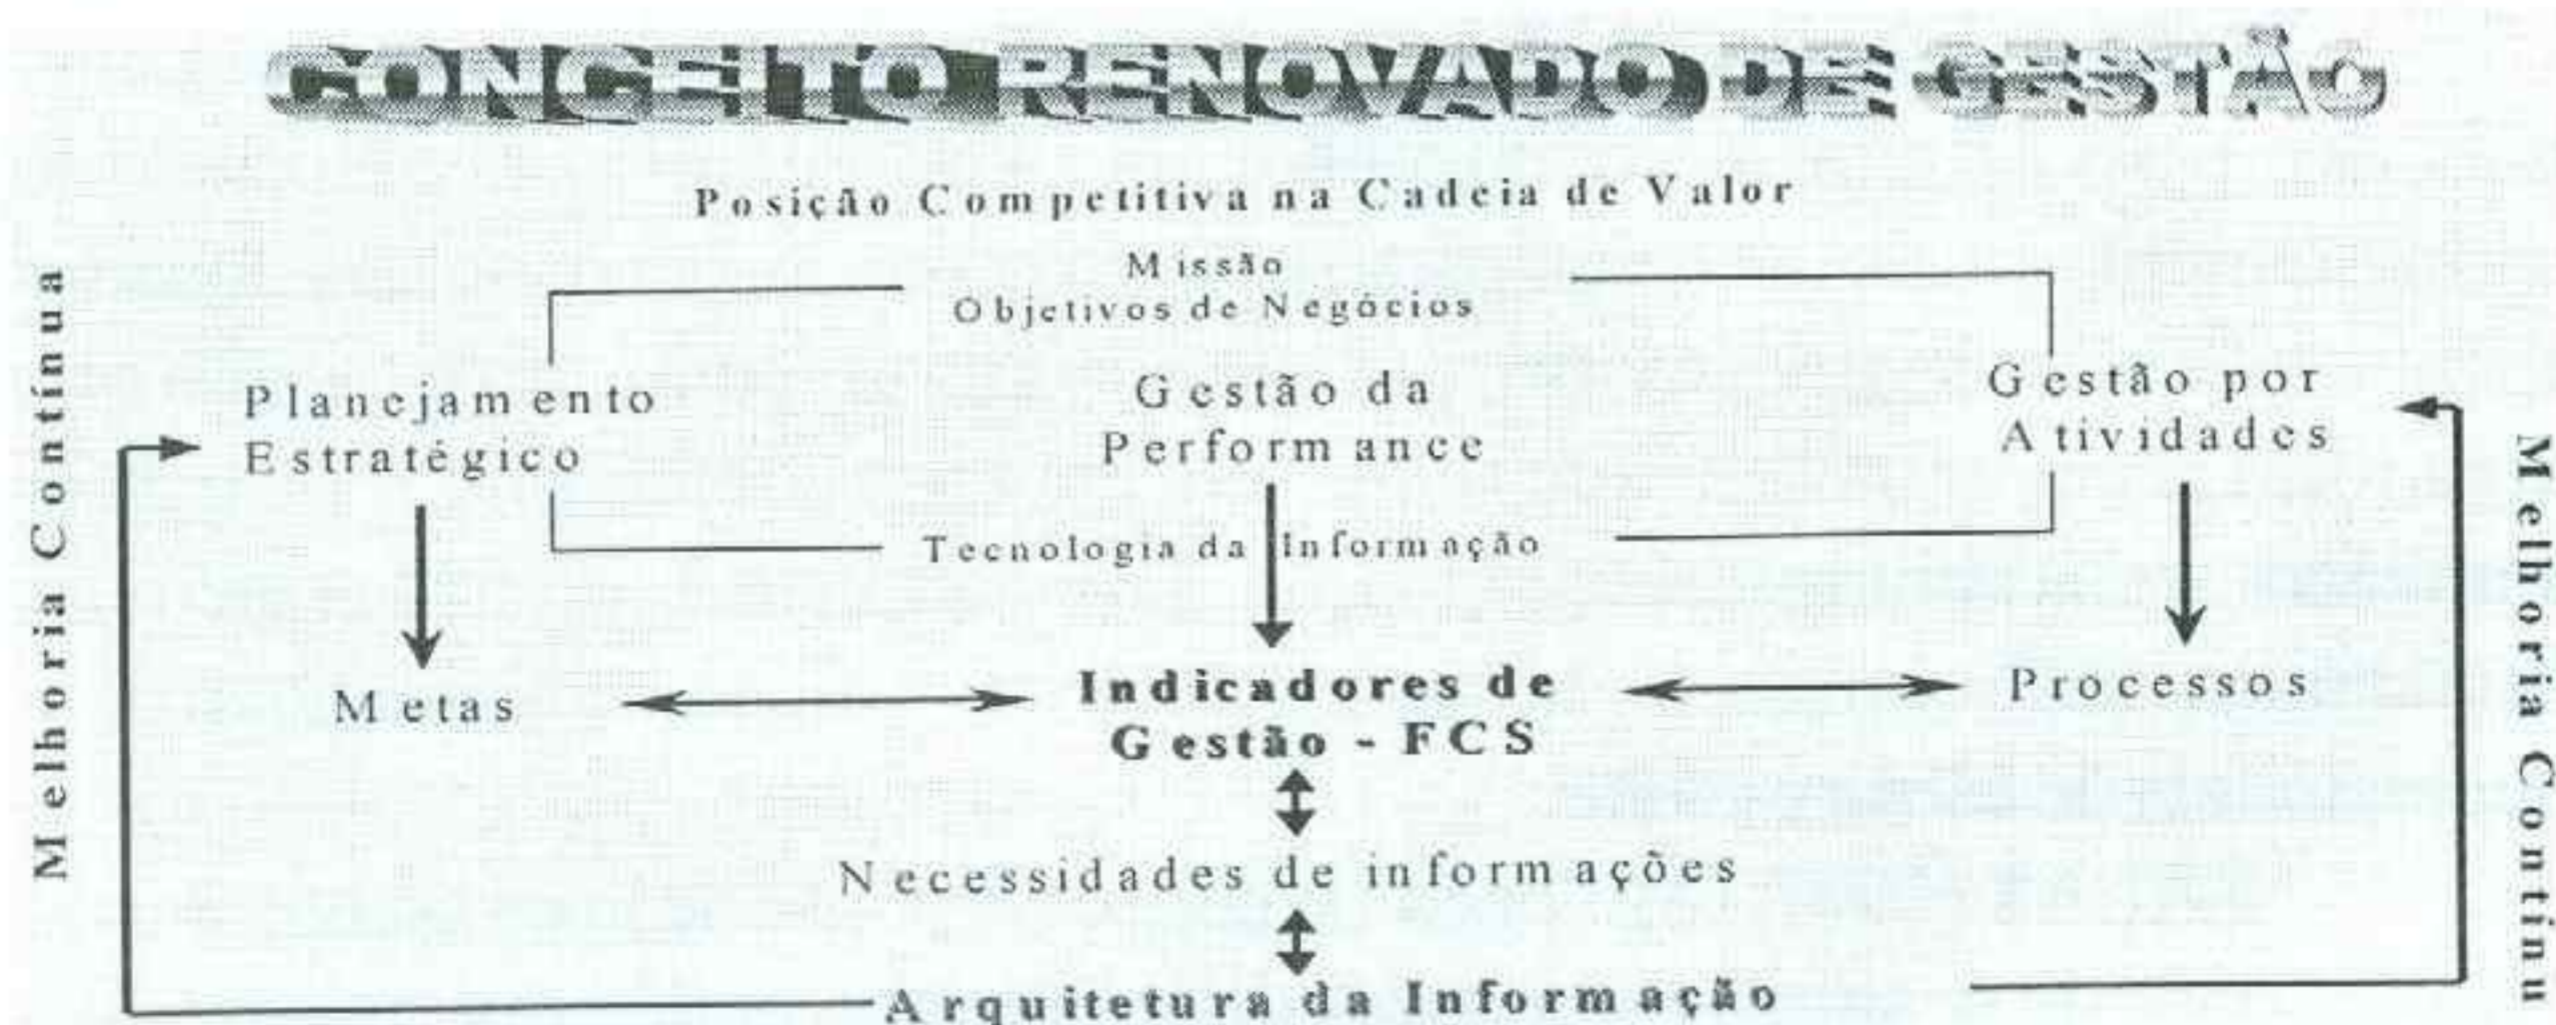 CONCEITO RENOVADO DE GESTÃO
Posição Competitiva na Cadeia de Valor
Missão
Objetivos de Negócios
Melhoria Contínua
Planejamento
Estratégico
Gestão da
Performance
Gestão por
Atividades
Tecnologia da Informação
Metas
Indicadores de
Gestão - FCS
Processos
Necessidades de informações
Arquitetura da Informação
Melhoria Contínu